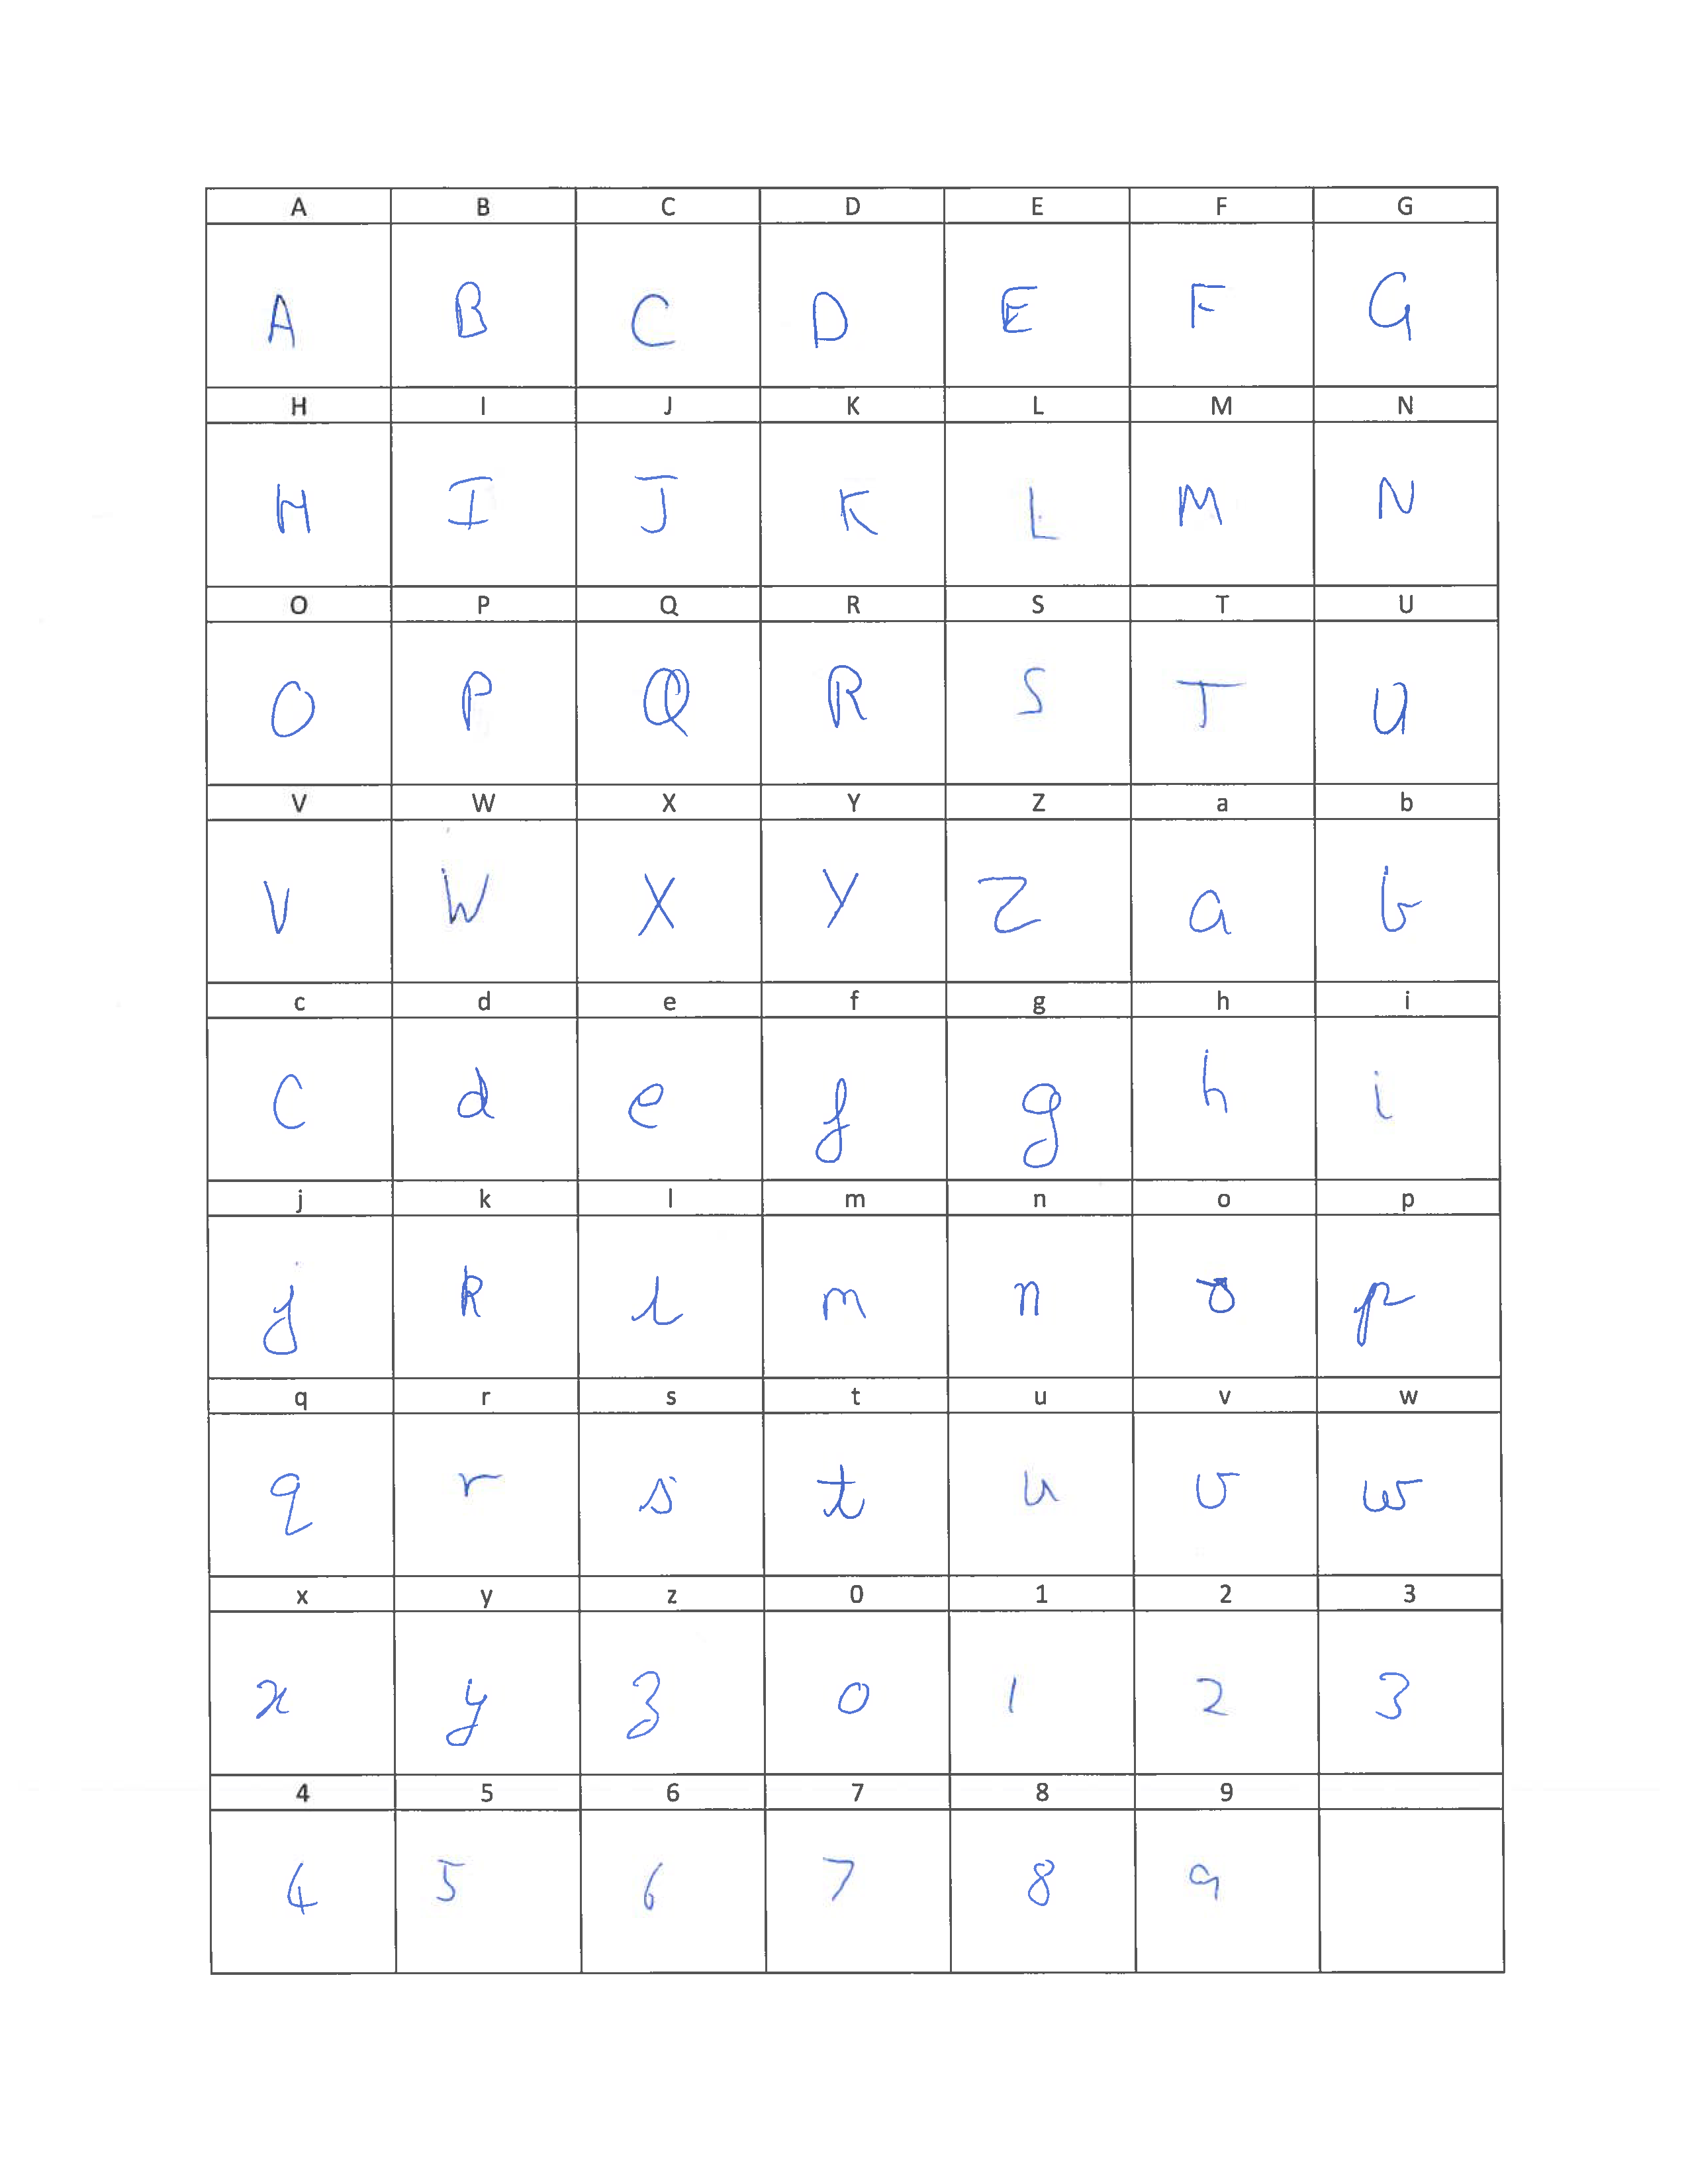 A B C D E F G
A B C D E F G
H I J K L M N
H I J K L M N
O P Q R S T U
O P Q R S T U
V W X Y Z a b
V W X Y Z a b
c d e f g h i
c d e f g h i
j k l m n o p
j k l m n o p
q r s t u v w
q r s t u v w
x y z 0 1 2 3
x y z 0 1 2 3
4 5 6 7 8 9
4 5 6 7 8 9